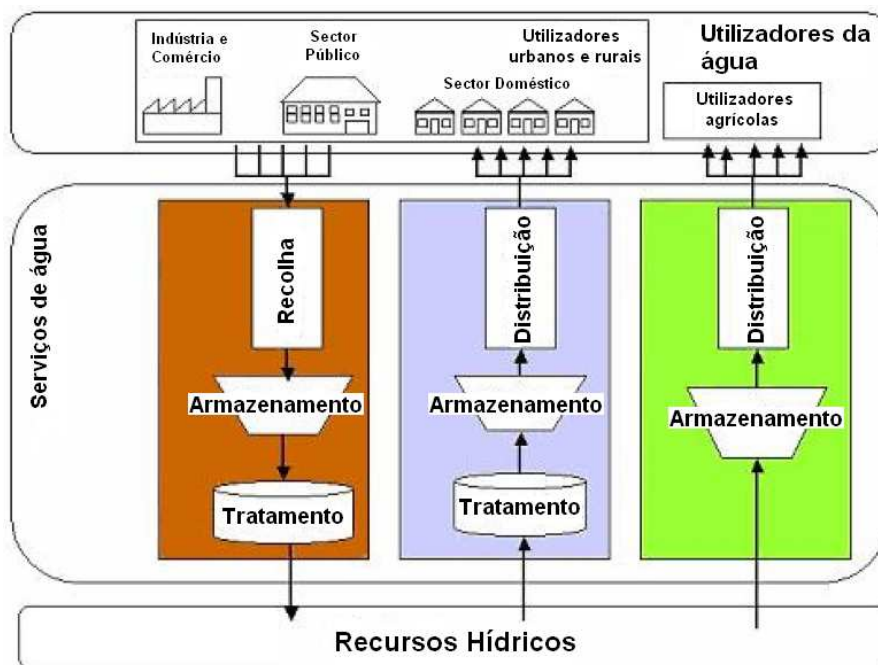 Indústria e
Comércio
Sector
Público
Utilizadores
urbanos e rurais
Sector Doméstico
Utilizadores da
água
Utilizadores
agrícolas
Serviços de água
Recolha
Armazenamento
Tratamento
Distribuição
Armazenamento
Tratamento
Distribuição
Armazenamento
Recursos Hídricos